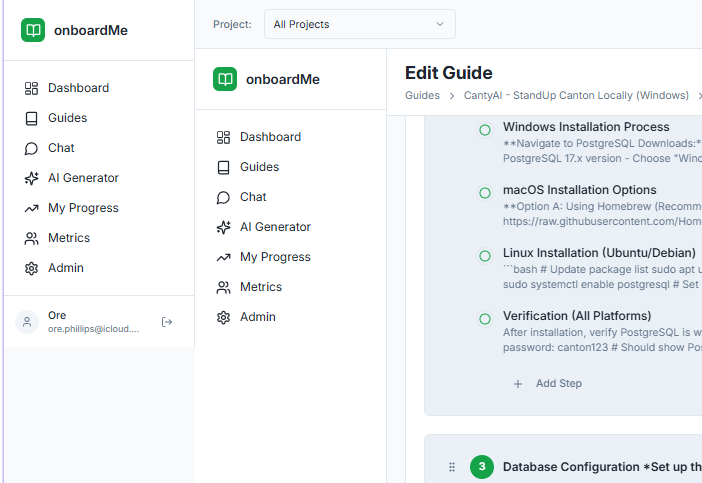 onboardMe
Dashboard
Guides
Chat
AI Generator
My Progress
Metrics
Admin
Ore
ore.phillips@icloud....
Project:
All Projects
onboardMe
Dashboard
Guides
Chat
AI Generator
My Progress
Metrics
Admin
Edit Guide
Guides > CantyAI - StandUp Canton Locally (Windows) >
Windows Installation Process
**Navigate to PostgreSQL Downloads:*
PostgreSQL 17.x version - Choose "Wind
macOS Installation Options
**Option A: Using Homebrew (Recomm
https://raw.githubusercontent.com/Hom
Linux Installation (Ubuntu/Debian)
```bash # Update package list sudo apt u
sudo systemctl enable postgresql # Set
Verification (All Platforms)
After installation, verify PostgreSQL is w
password: canton123 # Should show Pos
+ Add Step
3
Database Configuration *Set up th